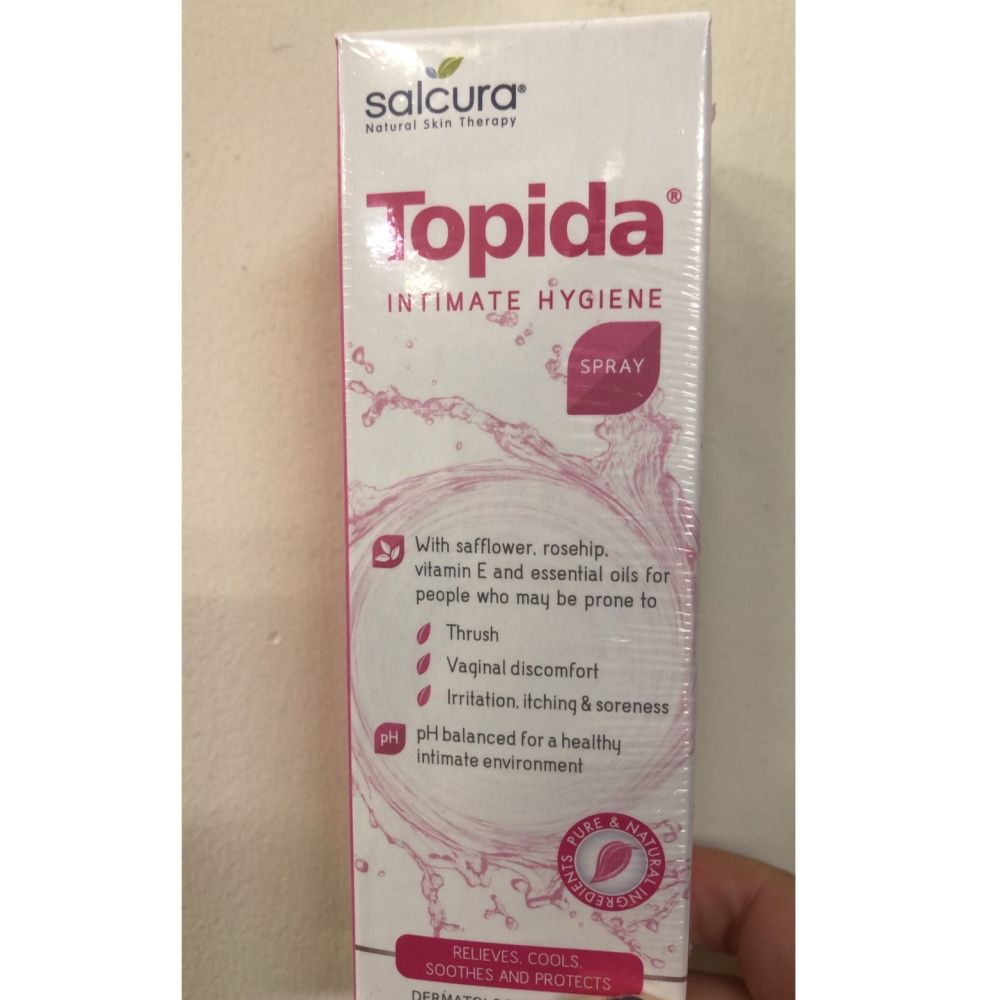 salcura®
Natural Skin Therapy
Topida®
INTIMATE HYGIENE
SPRAY
With safflower, rosehip,
vitamin E and essential oils for
people who may be prone to
Thrush
Vaginal discomfort
Irritation, itching & soreness
pH
pH balanced for a healthy
intimate environment
PURE & NATURAL INGREDIENTS
RELIEVES, COOLS,
SOOTHES AND PROTECTS